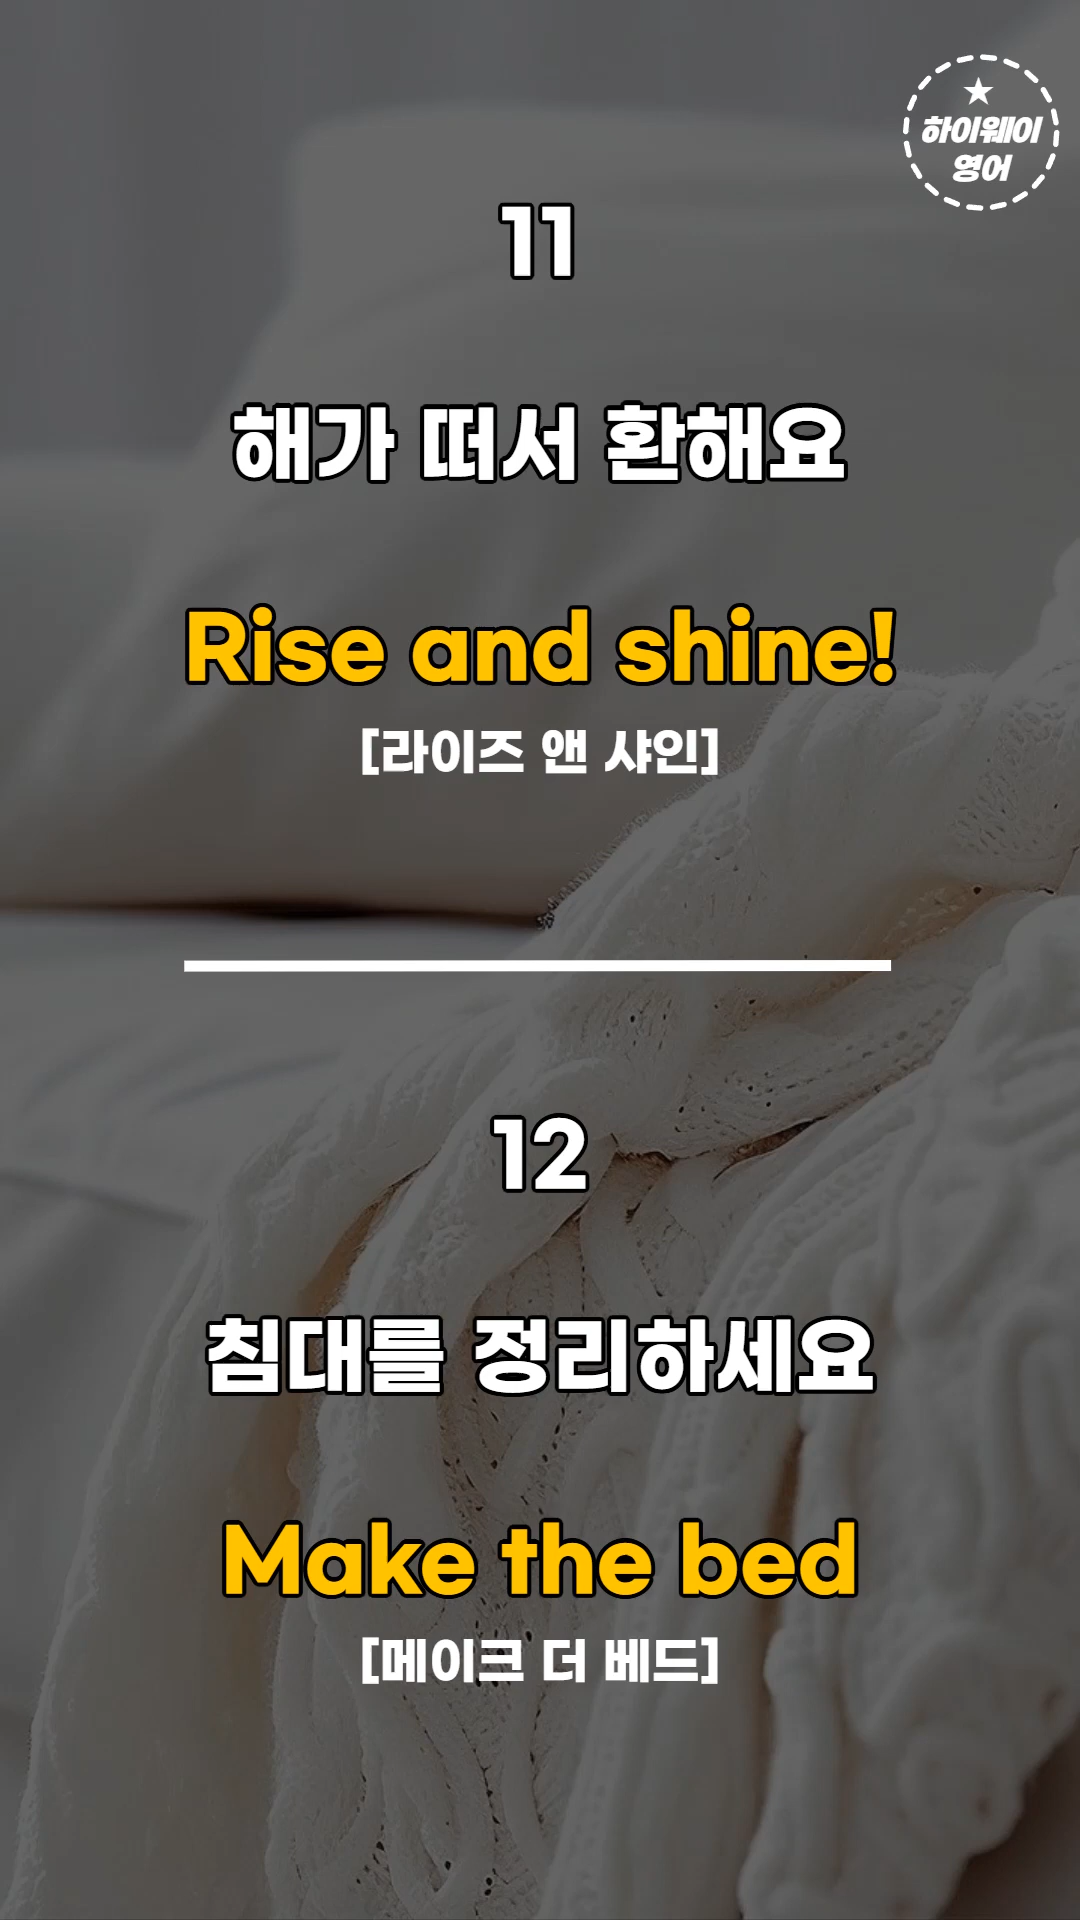 ★
하이웨이
영어
11
해가 떠서 환해요
Rise and shine!
[라이즈 앤 샤인]
12
침대를 정리하세요
Make the bed
[메이크 더 베드]